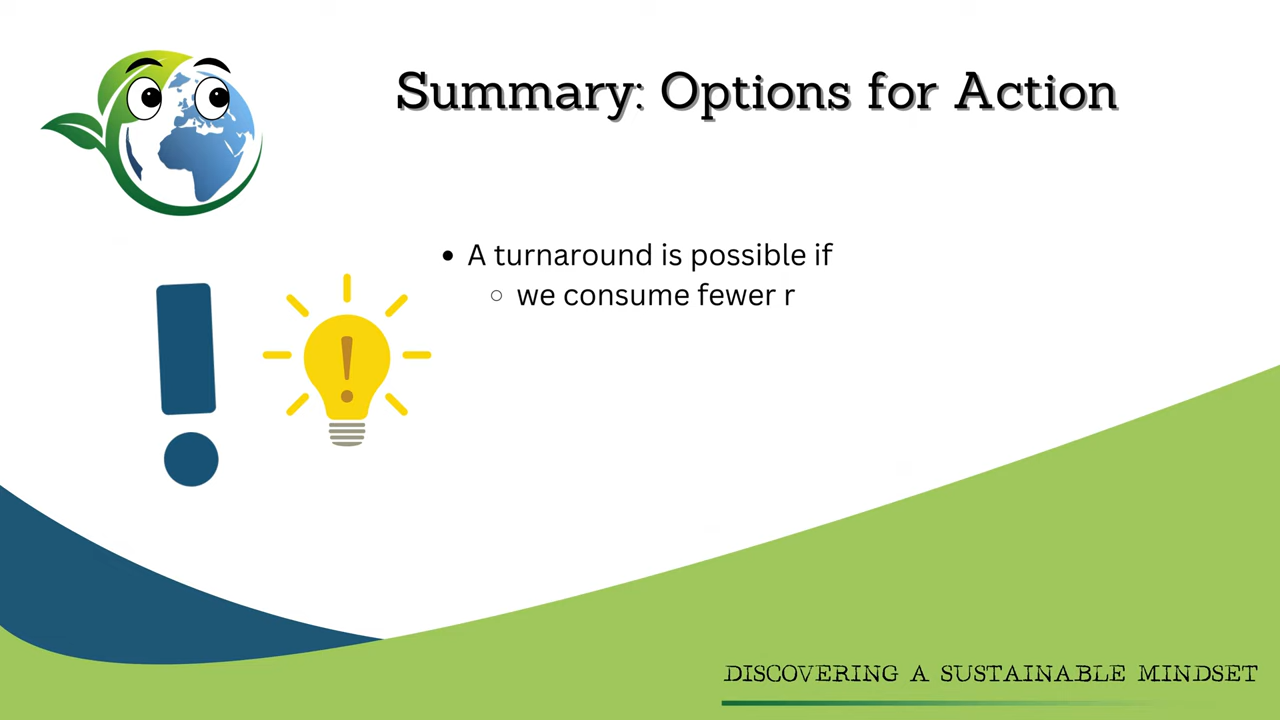 Summary: Options for Action
• A turnaround is possible if
○ we consume fewer r
DISCOVERING A SUSTAINABLE MINDSET